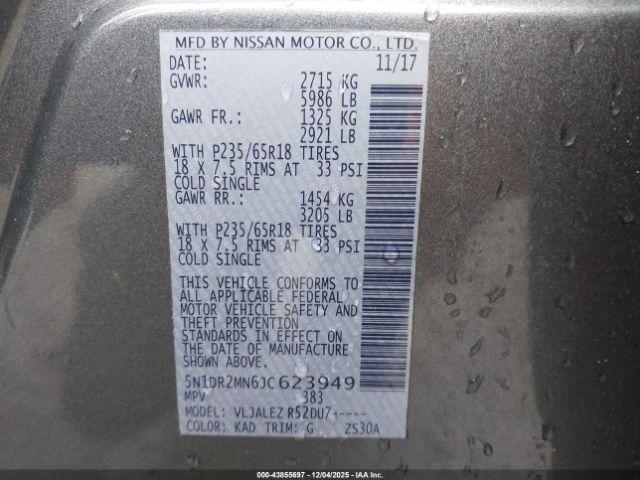 MFD BY NISSAN MOTOR CO., LTD.
DATE: 11/17
GVWR: 2715 KG
5986 LB
GAWR FR.: 1325 KG
2921 LB
WITH P235/65R18 TIRES
18 X 7.5 RIMS AT 33 PSI
COLD SINGLE
GAWR RR.: 1454 KG
3205 LB
WITH P235/65R18 TIRES
18 X 7.5 RIMS AT 33 PSI
COLD SINGLE
THIS VEHICLE CONFORMS TO
ALL APPLICABLE FEDERAL
MOTOR VEHICLE SAFETY AND
THEFT PREVENTION
STANDARDS IN EFFECT ON
THE DATE OF MANUFACTURE
SHOWN ABOVE.
5N1DR2MN6JC623949
MPV 383
MODEL: VLJALEZ R52DU7-----
COLOR: KAD TRIM: G ZS30A
000-43855697 - 12/04/2025 - IAAI.COM